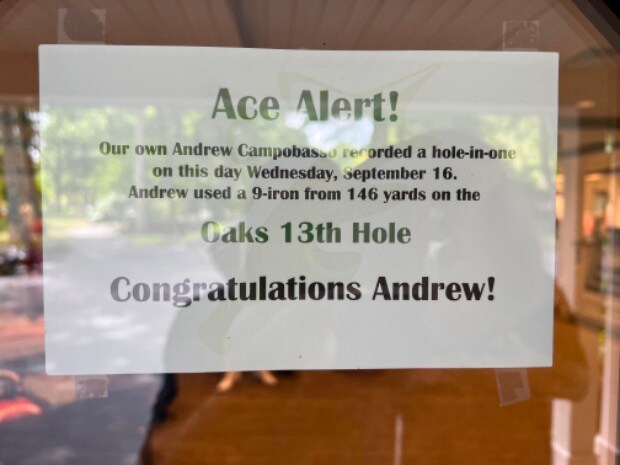 Ace Alert!
Our own Andrew Campobasso recorded a hole-in-one
on this day Wednesday, September 16.
Andrew used a 9-iron from 146 yards on the
Oaks 13th Hole
Congratulations Andrew!